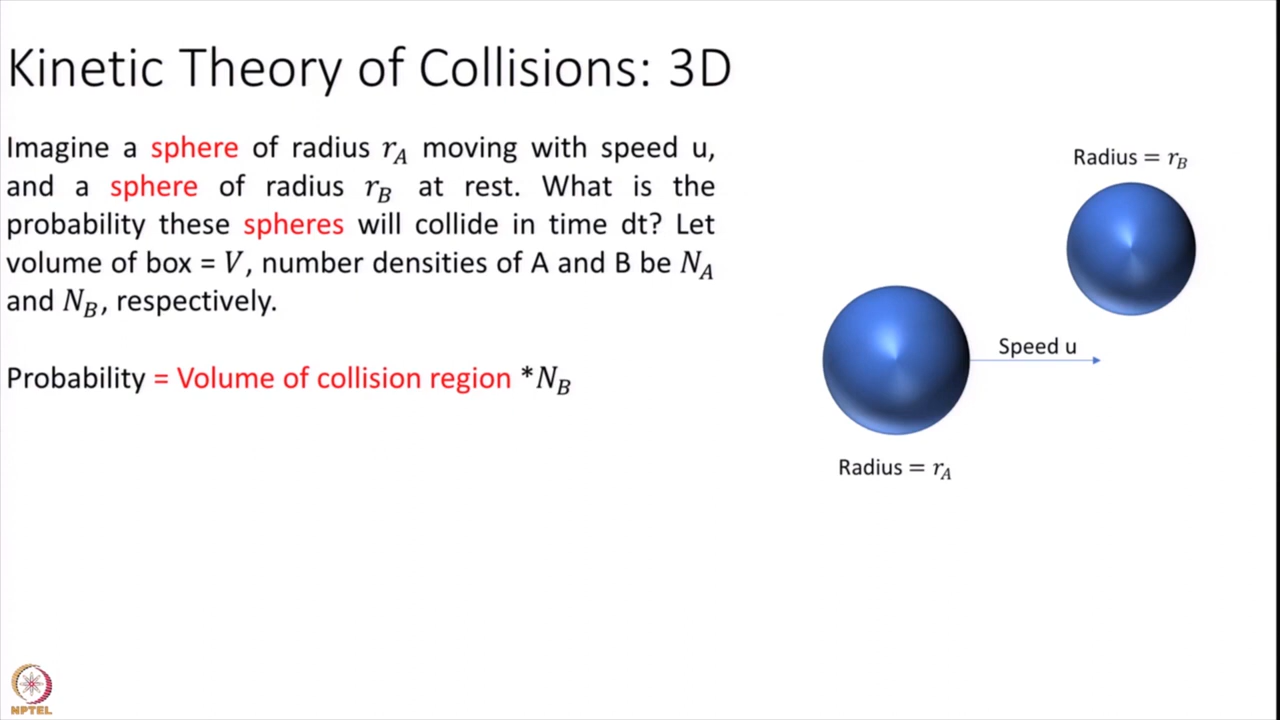 Kinetic Theory of Collisions: 3D
Imagine a sphere of radius r_A moving with speed u,
and a sphere of radius r_B at rest. What is the
probability these spheres will collide in time dt? Let
volume of box = V, number densities of A and B be N_A
and N_B, respectively.
Probability = Volume of collision region *N_B
Radius = r_B
Speed u
Radius = r_A
NPTEL